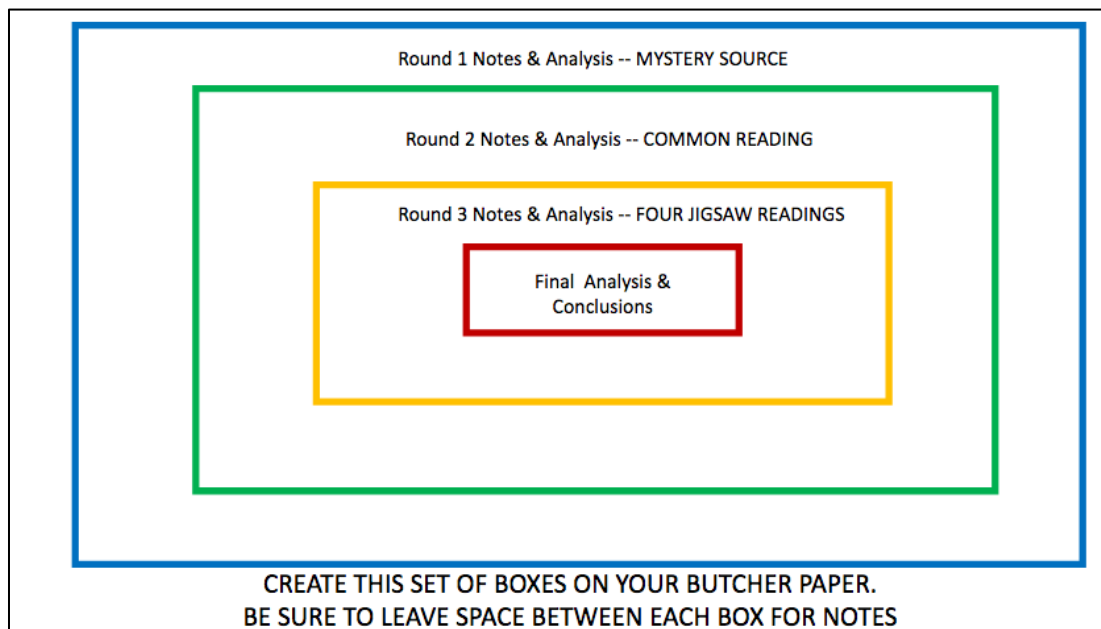 Round 1 Notes & Analysis -- MYSTERY SOURCE
Round 2 Notes & Analysis -- COMMON READING
Round 3 Notes & Analysis -- FOUR JIGSAW READINGS
Final Analysis &
Conclusions
CREATE THIS SET OF BOXES ON YOUR BUTCHER PAPER.
BE SURE TO LEAVE SPACE BETWEEN EACH BOX FOR NOTES